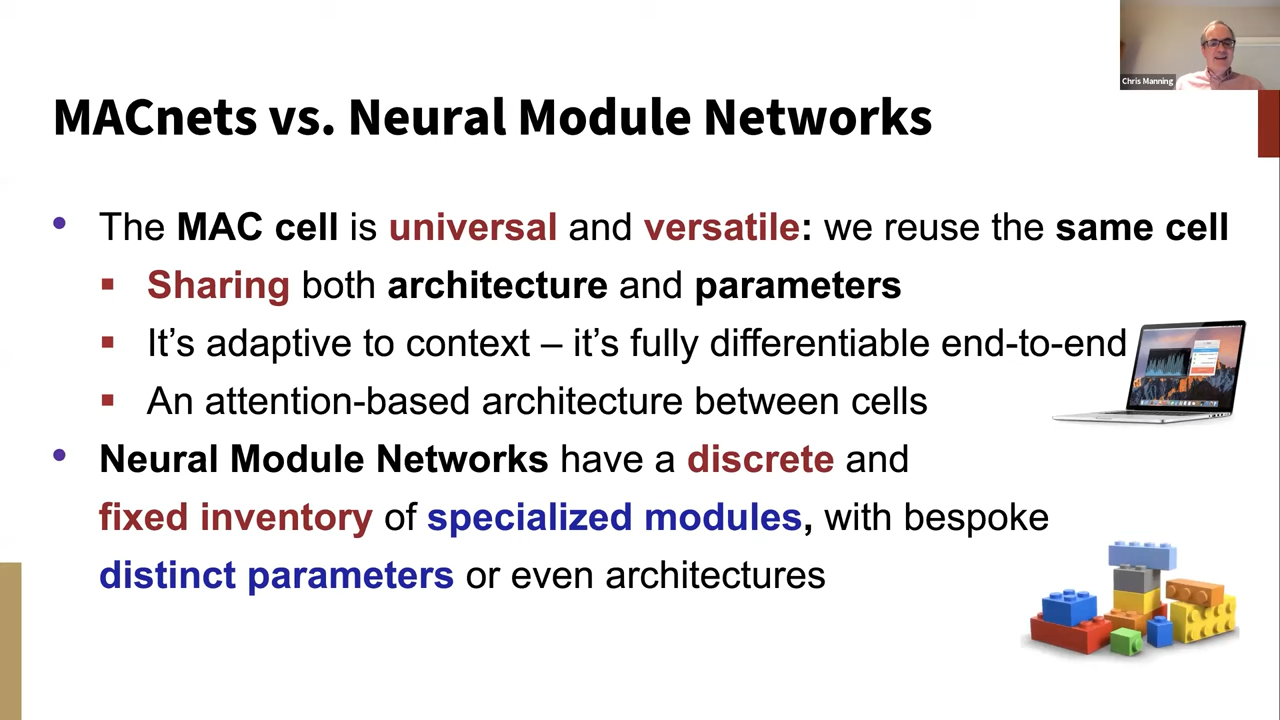 Chris Manning
MACnets vs. Neural Module Networks
• The MAC cell is universal and versatile: we reuse the same cell
▪ Sharing both architecture and parameters
▪ It’s adaptive to context – it’s fully differentiable end-to-end
▪ An attention-based architecture between cells
• Neural Module Networks have a discrete and
fixed inventory of specialized modules, with bespoke
distinct parameters or even architectures